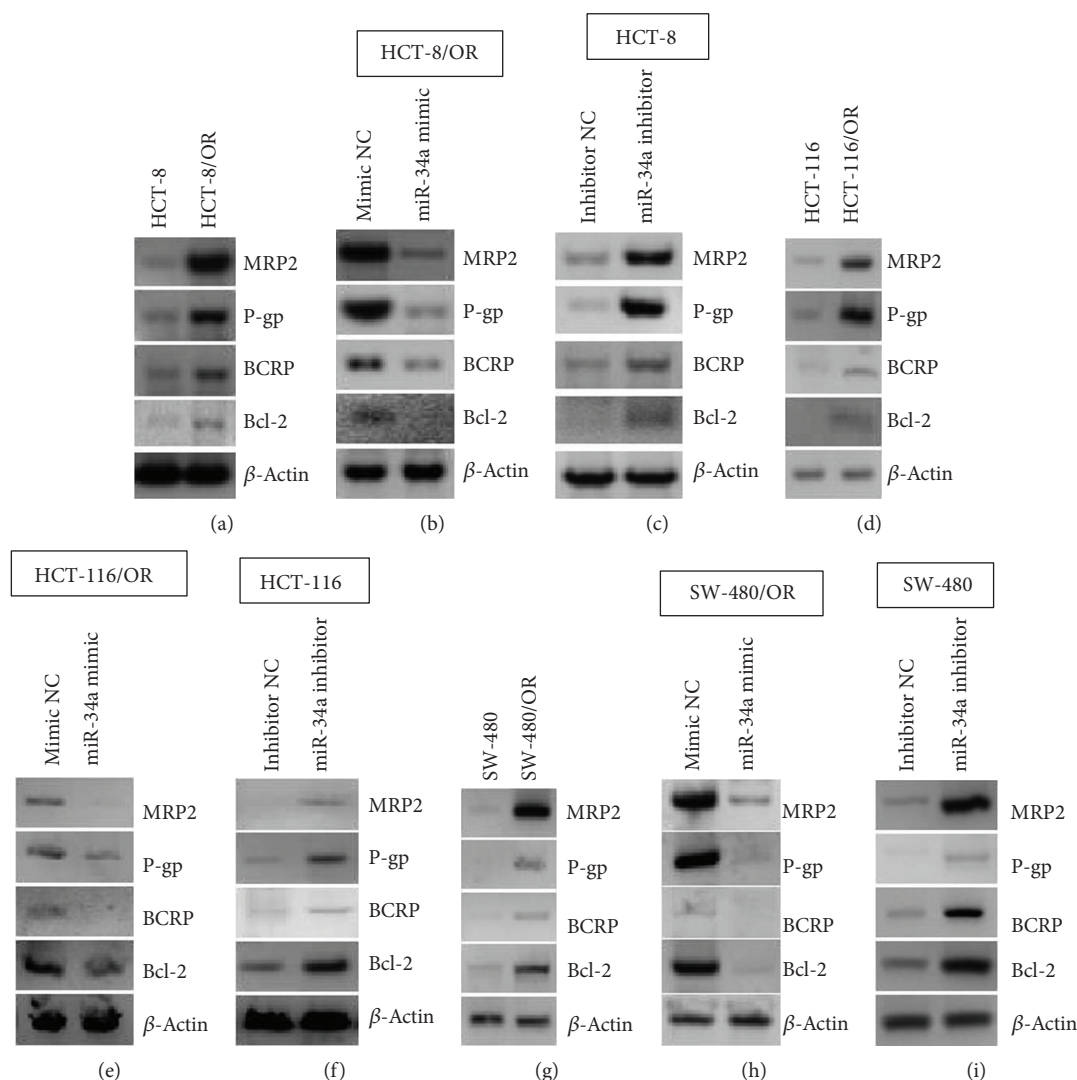 HCT-8
HCT-8/OR
MRP2
P-gp
BCRP
Bcl-2
β-Actin
(a)
HCT-8/OR
Mimic NC
miR-34a mimic
MRP2
P-gp
BCRP
Bcl-2
β-Actin
(b)
HCT-8
Inhibitor NC
miR-34a inhibitor
MRP2
P-gp
BCRP
Bcl-2
β-Actin
(c)
HCT-116
HCT-116/OR
MRP2
P-gp
BCRP
Bcl-2
β-Actin
(d)
HCT-116/OR
Mimic NC
miR-34a mimic
MRP2
P-gp
BCRP
Bcl-2
β-Actin
(e)
HCT-116
Inhibitor NC
miR-34a inhibitor
MRP2
P-gp
BCRP
Bcl-2
β-Actin
(f)
SW-480
SW-480/OR
MRP2
P-gp
BCRP
Bcl-2
β-Actin
(g)
SW-480/OR
Mimic NC
miR-34a mimic
MRP2
P-gp
BCRP
Bcl-2
β-Actin
(h)
SW-480
Inhibitor NC
miR-34a inhibitor
MRP2
P-gp
BCRP
Bcl-2
β-Actin
(i)